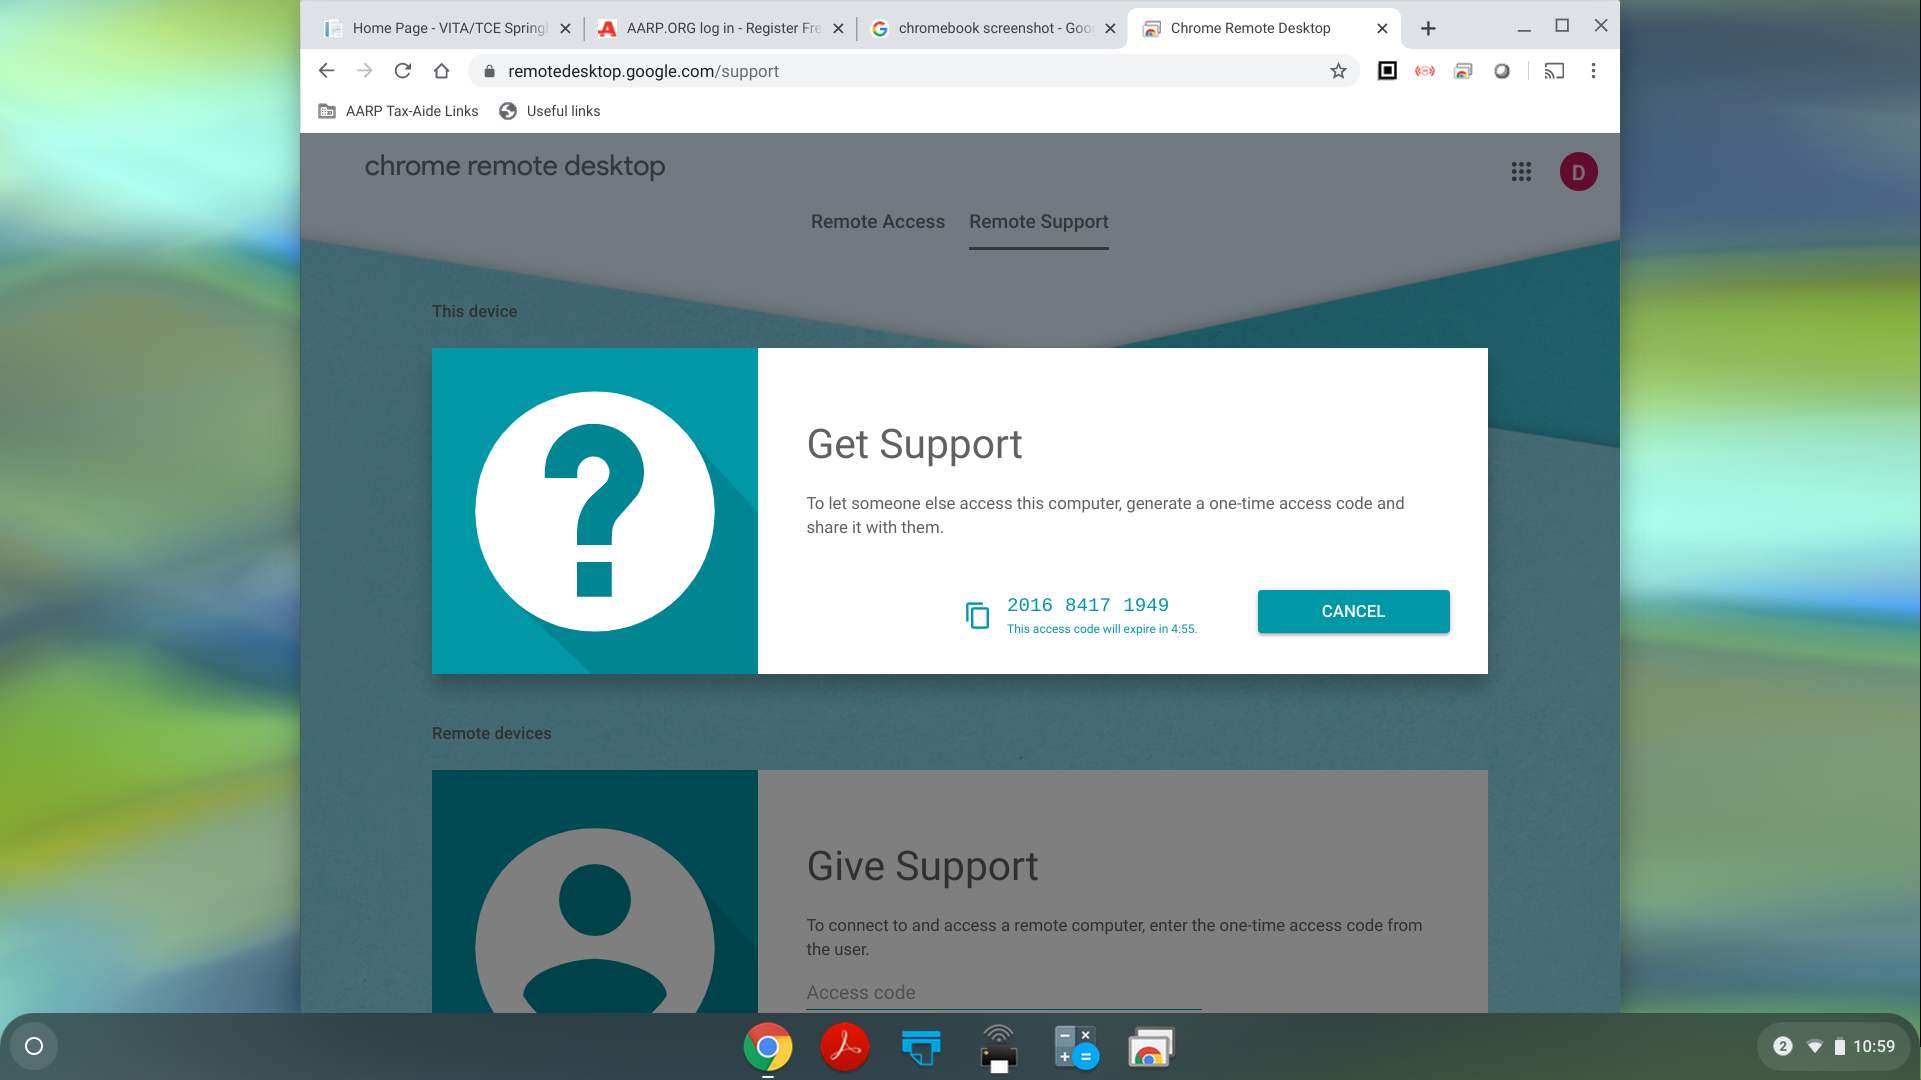 Home Page - VITA/TCE Springb
AARP.ORG log in - Register Fre
chromebook screenshot - Goo
Chrome Remote Desktop
remotedesktop.google.com/support
AARP Tax-Aide Links
Useful links
chrome remote desktop
D
Remote Access
Remote Support
This device
Get Support
To let someone else access this computer, generate a one-time access code and
share it with them.
2016 8417 1949
This access code will expire in 4:55.
CANCEL
Remote devices
Give Support
To connect to and access a remote computer, enter the one-time access code from
the user.
Access code
2
10:59